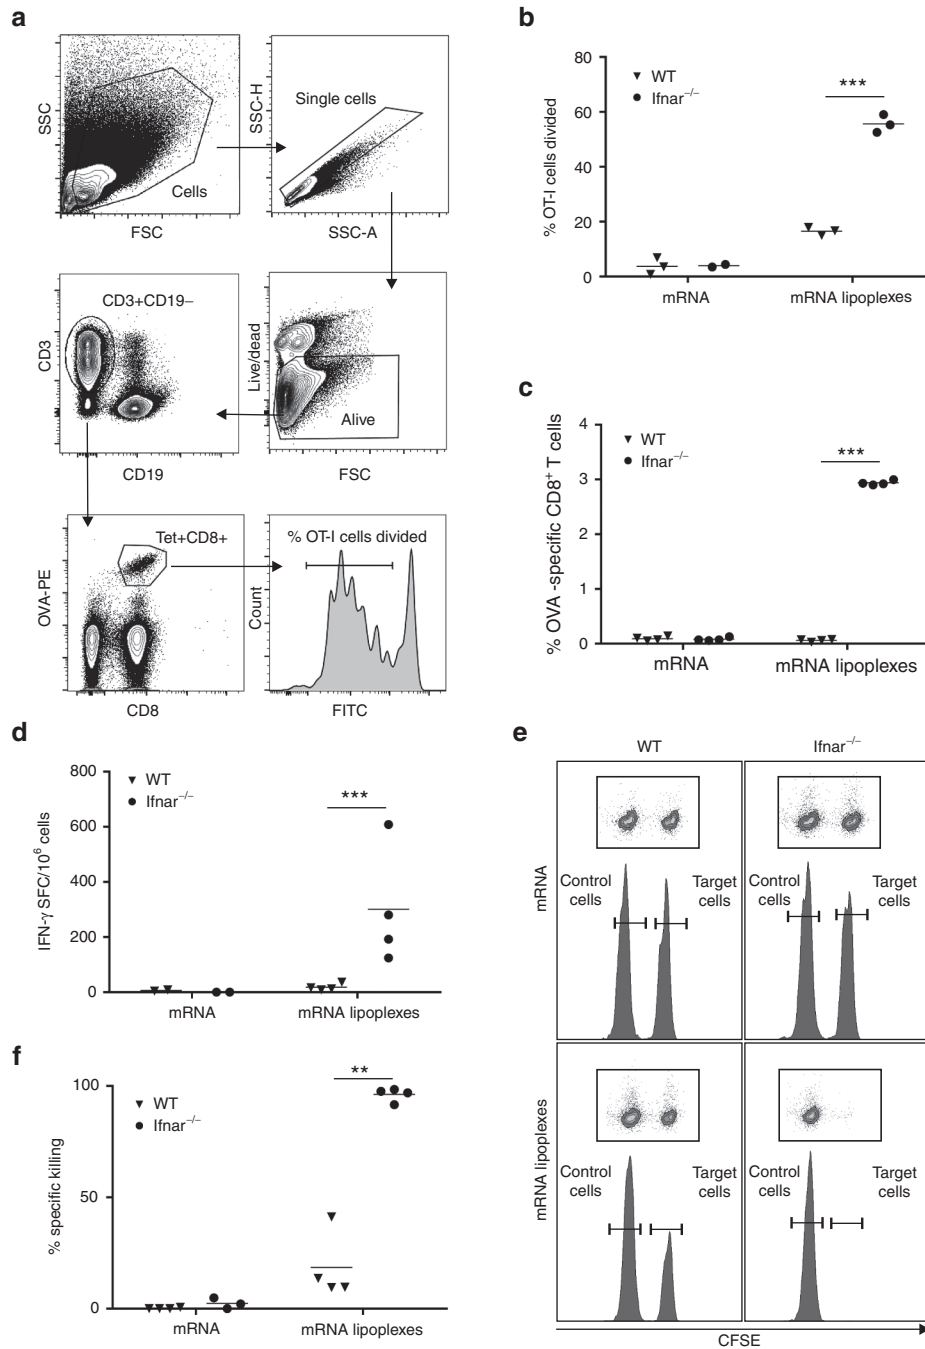 a
SSC
Cells
FSC
SSC-H
Single cells
SSC-A
CD3+CD19–
CD3
CD19
Live/dead
Alive
FSC
Tet+CD8+
OVA-PE
CD8
% OT-I cells divided
Count
FITC
b
% OT-I cells divided
80
60
40
20
0
WT
Ifnar–/–
***
mRNA
mRNA lipoplexes
c
% OVA -specific CD8+ T cells
4
3
2
1
0
WT
Ifnar–/–
***
mRNA
mRNA lipoplexes
d
IFN-γ SFC/10⁶ cells
800
600
400
200
0
WT
Ifnar–/–
***
mRNA
mRNA lipoplexes
e
WT
Ifnar–/–
mRNA
Control
cells
Target
cells
Control
cells
Target
cells
mRNA lipoplexes
Control
cells
Target
cells
Control
cells
Target
cells
CFSE
f
% specific killing
100
50
0
WT
Ifnar–/–
**
mRNA
mRNA lipoplexes